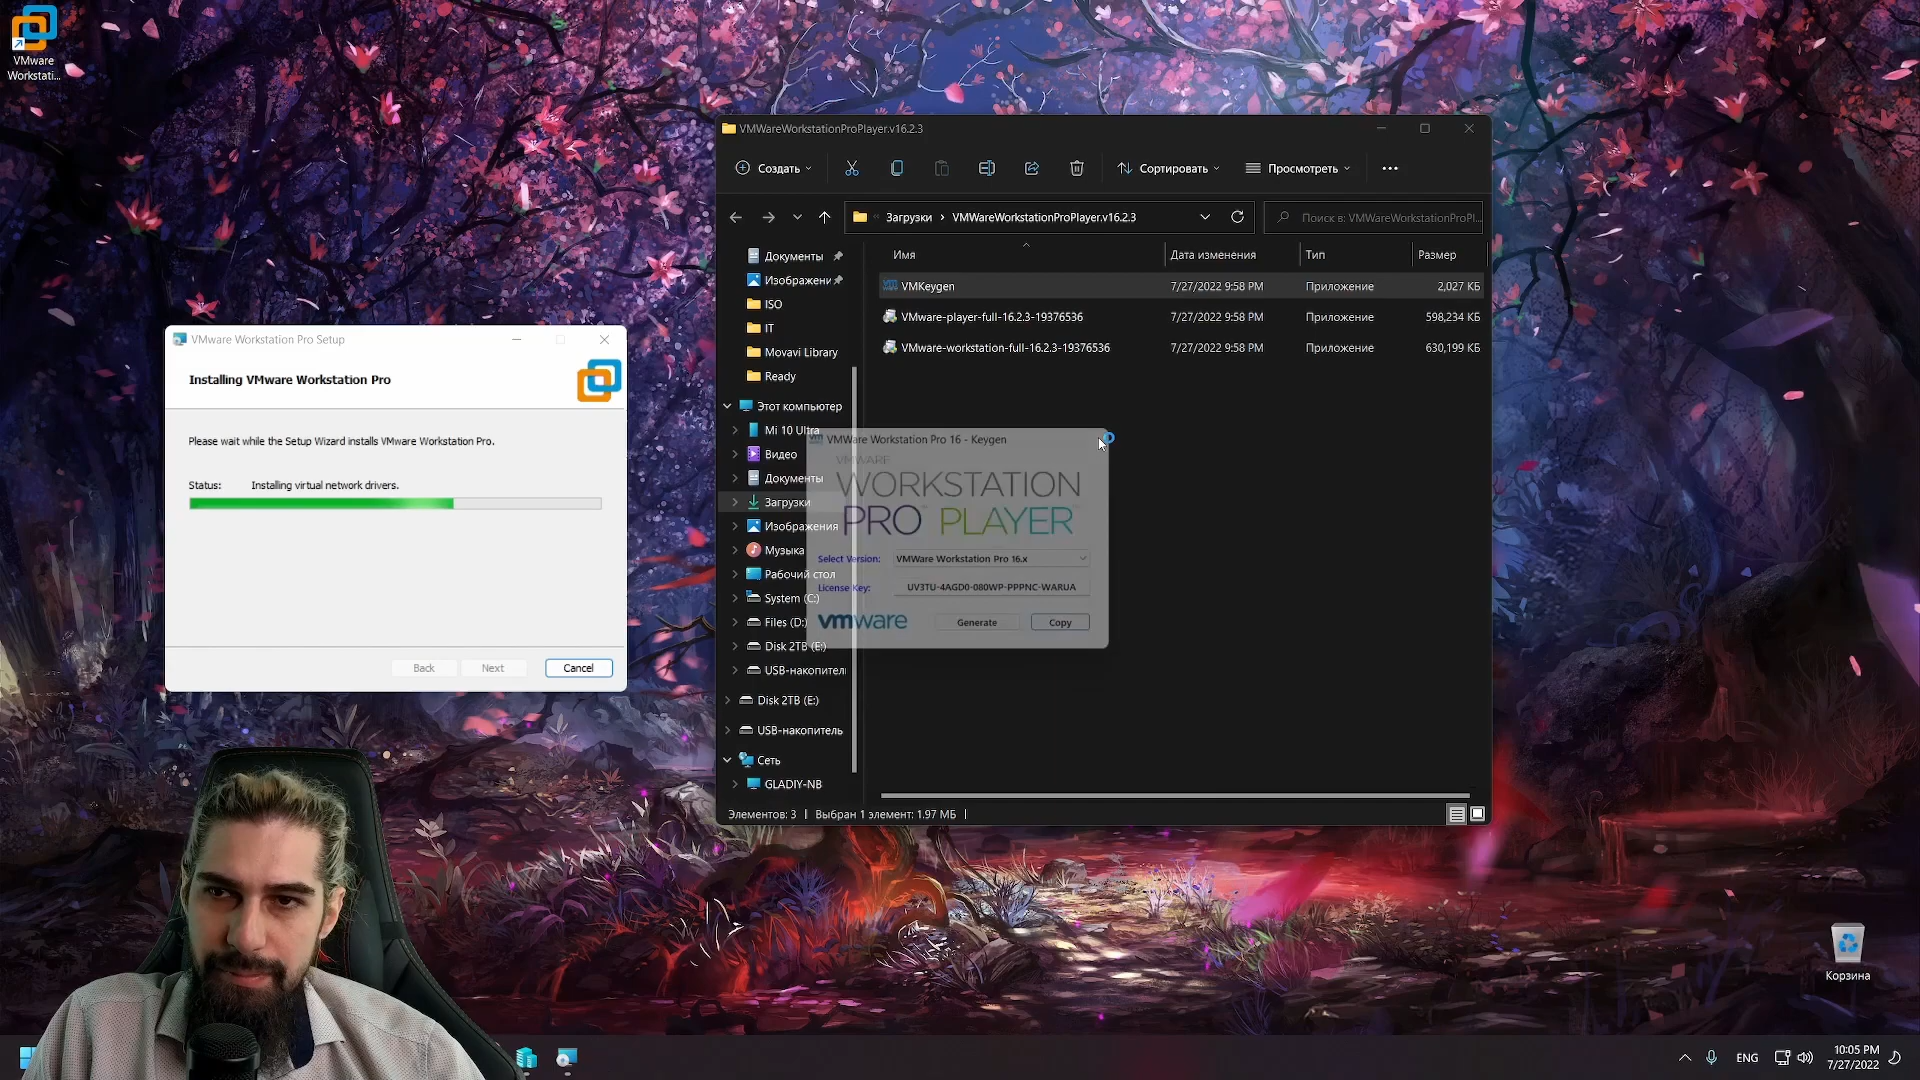 VMware
Workstati...
VMWareWorkstationProPlayer.v16.2.3
Создать
Сортировать
Просмотреть
Загрузки › VMWareWorkstationProPlayer.v16.2.3
Поиск в: VMWareWorkstationProPl...
Имя
Дата изменения
Тип
Размер
VMKeygen 7/27/2022 9:58 PM Приложение 2,027 КБ
VMware-player-full-16.2.3-19376536 7/27/2022 9:58 PM Приложение 598,234 КБ
VMware-workstation-full-16.2.3-19376536 7/27/2022 9:58 PM Приложение 630,199 КБ
Документы
Изображени
ISO
IT
Movavi Library
Ready
Этот компьютер
Mi 10 Ultra
Видео
Документы
Загрузки
Изображения
Музыка
Рабочий стол
System (C:)
Files (D:)
Disk 2TB (E:)
USB-накопител
Disk 2TB (E:)
USB-накопитель
Сеть
GLADIY-NB
Элементов: 3 | Выбран 1 элемент: 1.97 МБ |
VMWare Workstation Pro 16 - Keygen
VMWARE
WORKSTATION
PRO™ PLAYER™
Select Version: VMWare Workstation Pro 16.x
License Key: UV3TU-4AGD0-080WP-PPPNC-WARUA
vmware
Generate
Copy
VMware Workstation Pro Setup
Installing VMware Workstation Pro
Please wait while the Setup Wizard installs VMware Workstation Pro.
Status: Installing virtual network drivers.
Back
Next
Cancel
Корзина
ENG
10:05 PM
7/27/2022